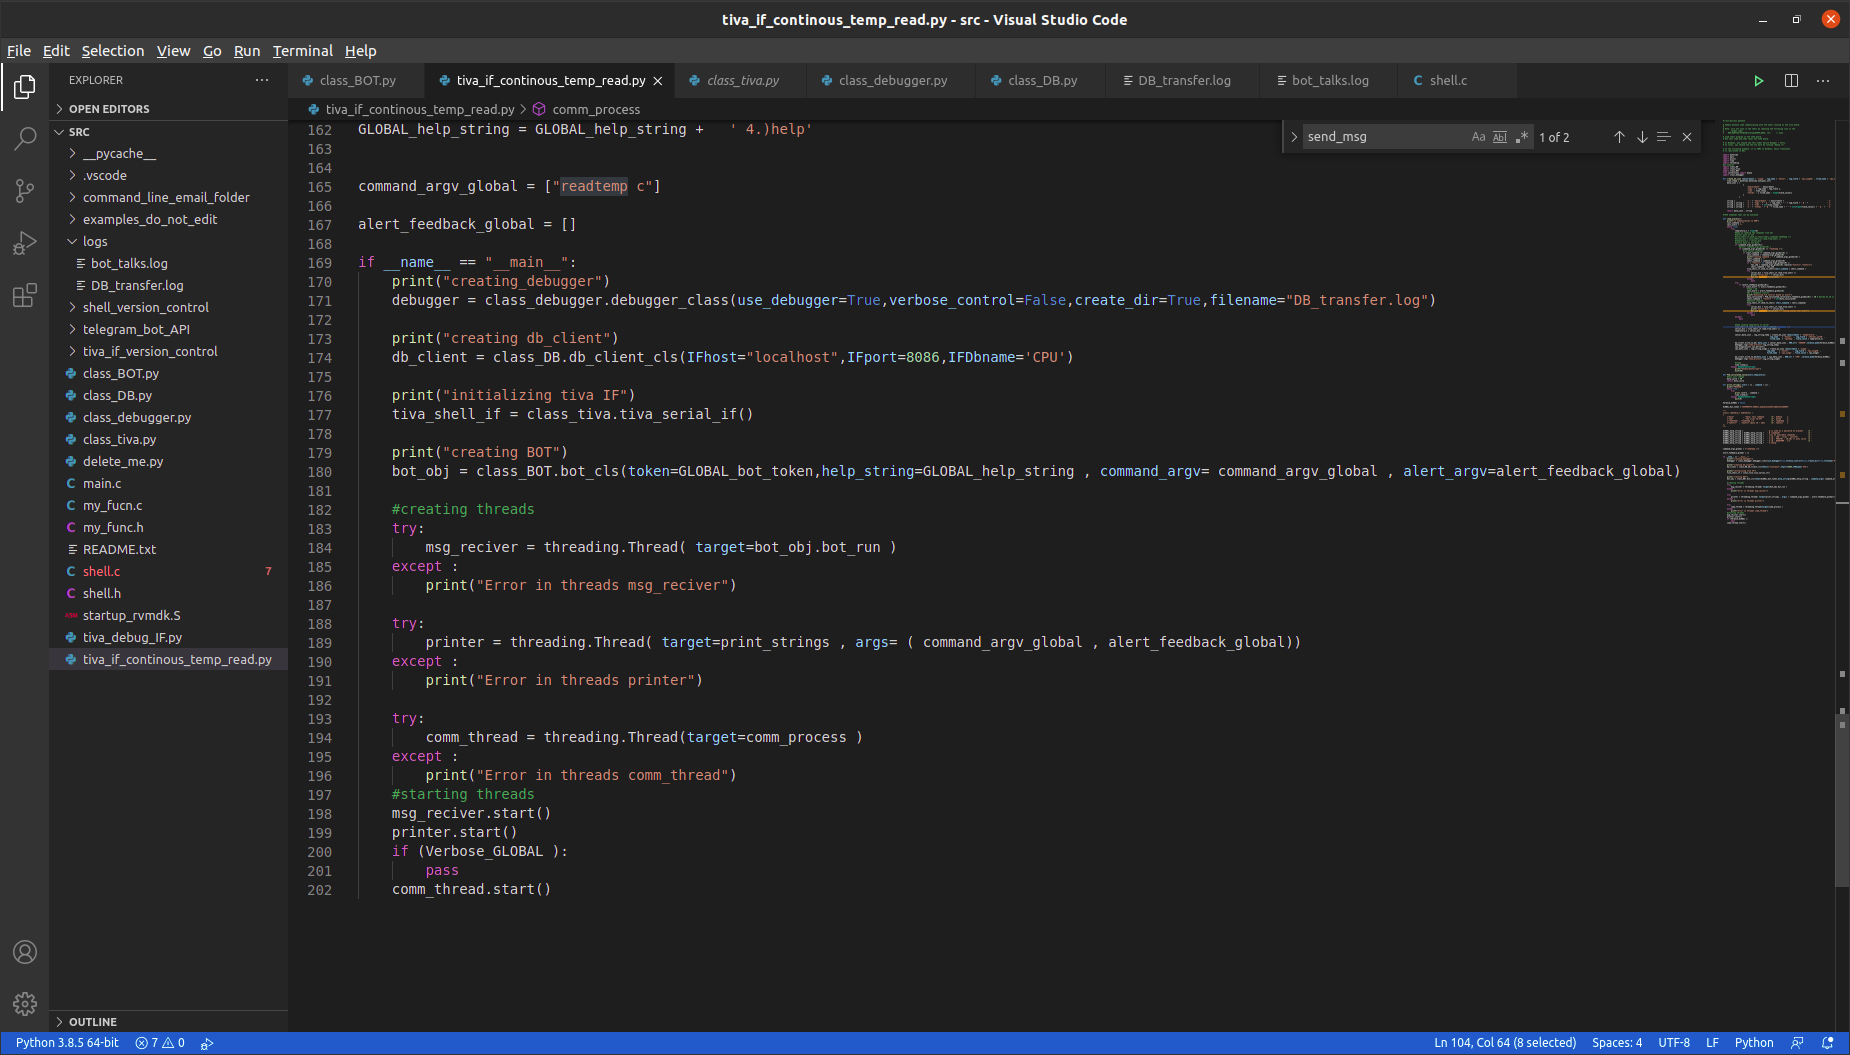 tiva_if_continous_temp_read.py - src - Visual Studio Code
File Edit Selection View Go Run Terminal Help
EXPLORER
OPEN EDITORS
SRC
__pycache__
.vscode
command_line_email_folder
examples_do_not_edit
logs
bot_talks.log
DB_transfer.log
shell_version_control
telegram_bot_API
tiva_if_version_control
class_BOT.py
class_DB.py
class_debugger.py
class_tiva.py
delete_me.py
main.c
my_fucn.c
my_func.h
README.txt
shell.c 7
shell.h
startup_rvmdk.S
tiva_debug_IF.py
tiva_if_continous_temp_read.py
OUTLINE
class_BOT.py tiva_if_continous_temp_read.py class_tiva.py class_debugger.py class_DB.py DB_transfer.log bot_talks.log shell.c
tiva_if_continous_temp_read.py > comm_process
send_msg Aa Abl .* 1 of 2
162 GLOBAL_help_string = GLOBAL_help_string +   ' 4.)help'
163
164
165 command_argv_global = ["readtemp c"]
166
167 alert_feedback_global = []
168
169 if __name__ == "__main__":
170     print("creating_debugger")
171     debugger = class_debugger.debugger_class(use_debugger=True,verbose_control=False,create_dir=True,filename="DB_transfer.log")
172
173     print("creating db_client")
174     db_client = class_DB.db_client_cls(IFhost="localhost",IFport=8086,IFDbname='CPU')
175
176     print("initializing tiva IF")
177     tiva_shell_if = class_tiva.tiva_serial_if()
178
179     print("creating BOT")
180     bot_obj = class_BOT.bot_cls(token=GLOBAL_bot_token,help_string=GLOBAL_help_string , command_argv= command_argv_global , alert_argv=alert_feedback_global)
181
182     #creating threads
183     try:
184         msg_reciver = threading.Thread( target=bot_obj.bot_run )
185     except :
186         print("Error in threads msg_reciver")
187
188     try:
189         printer = threading.Thread( target=print_strings , args= ( command_argv_global , alert_feedback_global))
190     except :
191         print("Error in threads printer")
192
193     try:
194         comm_thread = threading.Thread(target=comm_process )
195     except :
196         print("Error in threads comm_thread")
197     #starting threads
198     msg_reciver.start()
199     printer.start()
200     if (Verbose_GLOBAL ):
201         pass
202     comm_thread.start()
Python 3.8.5 64-bit 7 0 Ln 104, Col 64 (8 selected) Spaces: 4 UTF-8 LF Python